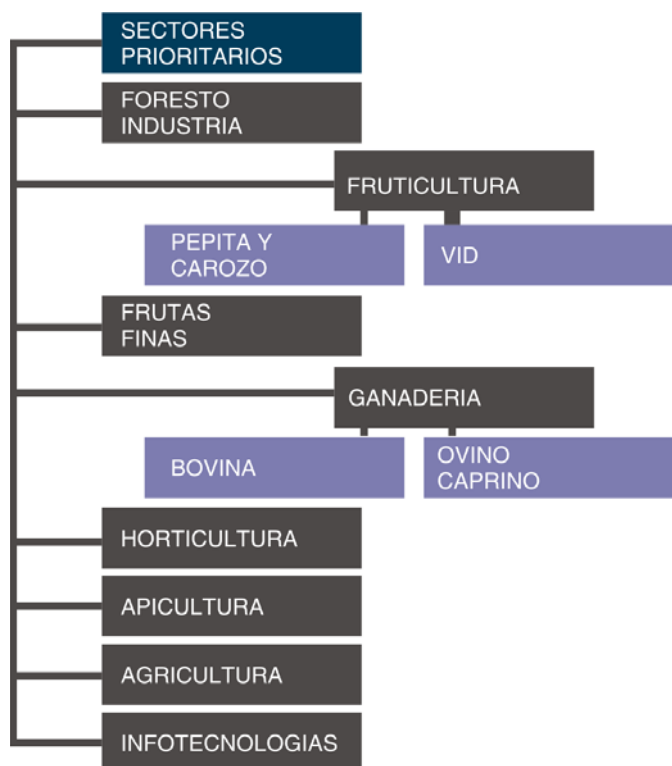 SECTORES
PRIORITARIOS
FORESTO
INDUSTRIA
FRUTICULTURA
PEPITA Y
CAROZO
VID
FRUTAS
FINAS
GANADERIA
BOVINA
OVINO
CAPRINO
HORTICULTURA
APICULTURA
AGRICULTURA
INFOTECNOLOGIAS